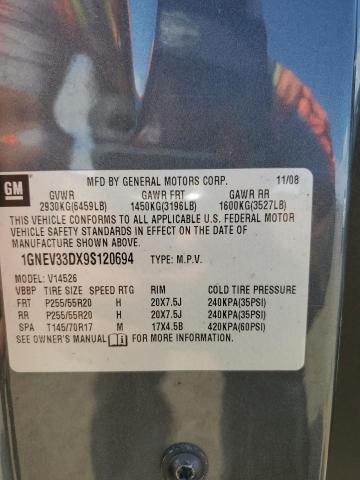 GM
MFD BY GENERAL MOTORS CORP. 11/08
GVWR GAWR FRT GAWR RR
2930KG(6459LB) 1450KG(3196LB) 1600KG(3527LB)
THIS VEHICLE CONFORMS TO ALL APPLICABLE U.S. FEDERAL MOTOR
VEHICLE SAFETY STANDARDS IN EFFECT ON THE DATE OF
MANUFACTURE SHOWN ABOVE.
1GNEV33DX9S120694 TYPE: M.P.V.
MODEL: V14526
VBBP TIRE SIZE SPEED RTG RIM COLD TIRE PRESSURE
FRT P255/55R20 H 20X7.5J 240KPA(35PSI)
RR P255/55R20 H 20X7.5J 240KPA(35PSI)
SPA T145/70R17 M 17X4.5B 420KPA(60PSI)
SEE OWNER'S MANUAL FOR MORE INFORMATION.